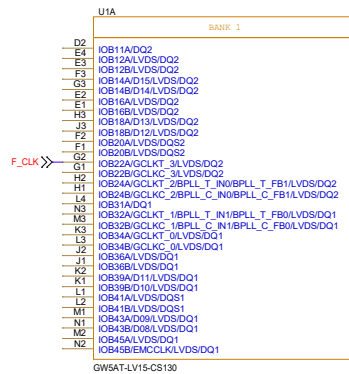 U1A
BANK 1
D2 IOB11A/DQ2
E4 IOB12A/LVDS/DQ2
E3 IOB12B/LVDS/DQ2
F3 IOB14A/D15/LVDS/DQ2
G3 IOB14B/D14/LVDS/DQ2
E2 IOB16A/LVDS/DQ2
E1 IOB16B/LVDS/DQ2
H3 IOB18A/D13/LVDS/DQ2
J3 IOB18B/D12/LVDS/DQ2
F2 IOB20A/LVDS/DQS2
F1 IOB20B/LVDS/DQS2
F_CLK G2 IOB22A/GCLKT_3/LVDS/DQ2
G1 IOB22B/GCLKC_3/LVDS/DQ2
H2 IOB24A/GCLKT_2/BPLL_T_IN0/BPLL_T_FB1/LVDS/DQ2
H1 IOB24B/GCLKC_2/BPLL_C_IN0/BPLL_C_FB1/LVDS/DQ2
L4 IOB31A/DQ1
N3 IOB32A/GCLKT_1/BPLL_T_IN1/BPLL_T_FB0/LVDS/DQ1
M3 IOB32B/GCLKC_1/BPLL_C_IN1/BPLL_C_FB0/LVDS/DQ1
K3 IOB34A/GCLKT_0/LVDS/DQ1
L3 IOB34B/GCLKC_0/LVDS/DQ1
J2 IOB36A/LVDS/DQ1
J1 IOB36B/LVDS/DQ1
K2 IOB39A/D11/LVDS/DQ1
K1 IOB39B/D10/LVDS/DQ1
L1 IOB41A/LVDS/DQS1
L2 IOB41B/LVDS/DQS1
M1 IOB43A/D09/LVDS/DQ1
N1 IOB43B/D08/LVDS/DQ1
M2 IOB45A/LVDS/DQ1
N2 IOB45B/EMCCLK/LVDS/DQ1
GW5AT-LV15-CS130